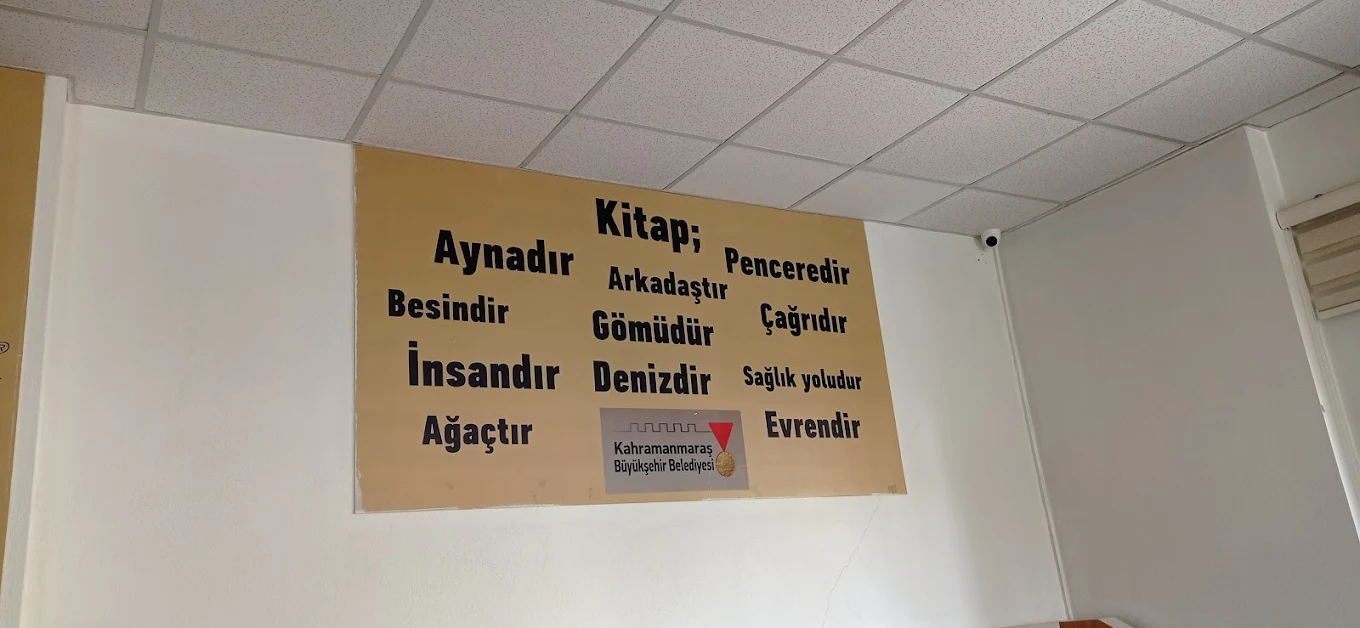 Kitap;
Aynadır
Arkadaştır
Penceredir
Besindir
Gömüdür
Çağrıdır
İnsandır
Denizdir
Sağlık yoludur
Ağaçtır
Evrendir
Kahramanmaraş
Büyükşehir Belediyesi